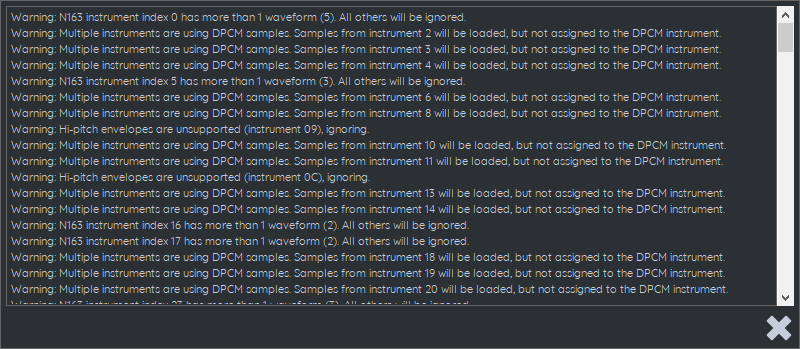 Warning: N163 instrument index 0 has more than 1 waveform (5). All others will be ignored.
Warning: Multiple instruments are using DPCM samples. Samples from instrument 2 will be loaded, but not assigned to the DPCM instrument.
Warning: Multiple instruments are using DPCM samples. Samples from instrument 3 will be loaded, but not assigned to the DPCM instrument.
Warning: Multiple instruments are using DPCM samples. Samples from instrument 4 will be loaded, but not assigned to the DPCM instrument.
Warning: N163 instrument index 5 has more than 1 waveform (3). All others will be ignored.
Warning: Multiple instruments are using DPCM samples. Samples from instrument 6 will be loaded, but not assigned to the DPCM instrument.
Warning: Multiple instruments are using DPCM samples. Samples from instrument 8 will be loaded, but not assigned to the DPCM instrument.
Warning: Hi-pitch envelopes are unsupported (instrument 09), ignoring.
Warning: Multiple instruments are using DPCM samples. Samples from instrument 10 will be loaded, but not assigned to the DPCM instrument.
Warning: Multiple instruments are using DPCM samples. Samples from instrument 11 will be loaded, but not assigned to the DPCM instrument.
Warning: Hi-pitch envelopes are unsupported (instrument 0C), ignoring.
Warning: Multiple instruments are using DPCM samples. Samples from instrument 13 will be loaded, but not assigned to the DPCM instrument.
Warning: Multiple instruments are using DPCM samples. Samples from instrument 14 will be loaded, but not assigned to the DPCM instrument.
Warning: N163 instrument index 16 has more than 1 waveform (2). All others will be ignored.
Warning: N163 instrument index 17 has more than 1 waveform (2). All others will be ignored.
Warning: Multiple instruments are using DPCM samples. Samples from instrument 18 will be loaded, but not assigned to the DPCM instrument.
Warning: Multiple instruments are using DPCM samples. Samples from instrument 19 will be loaded, but not assigned to the DPCM instrument.
Warning: Multiple instruments are using DPCM samples. Samples from instrument 20 will be loaded, but not assigned to the DPCM instrument.
Warning: N163 instrument index 23 has more than 1 waveform (3). All others will be ignored.